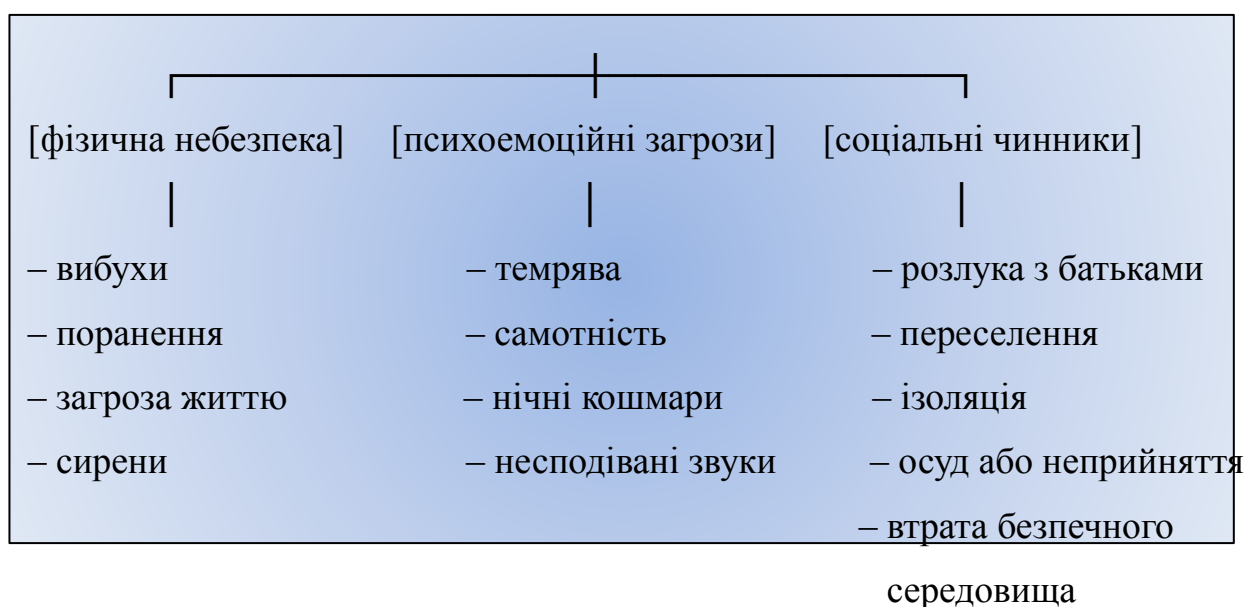 [фізична небезпека] [психоемоційні загрози] [соціальні чинники]
– вибухи – темрява – розлука з батьками
– поранення – самотність – переселення
– загроза життю – нічні кошмари – ізоляція
– сирени – несподівані звуки – осуд або неприйняття
– втрата безпечного
середовища